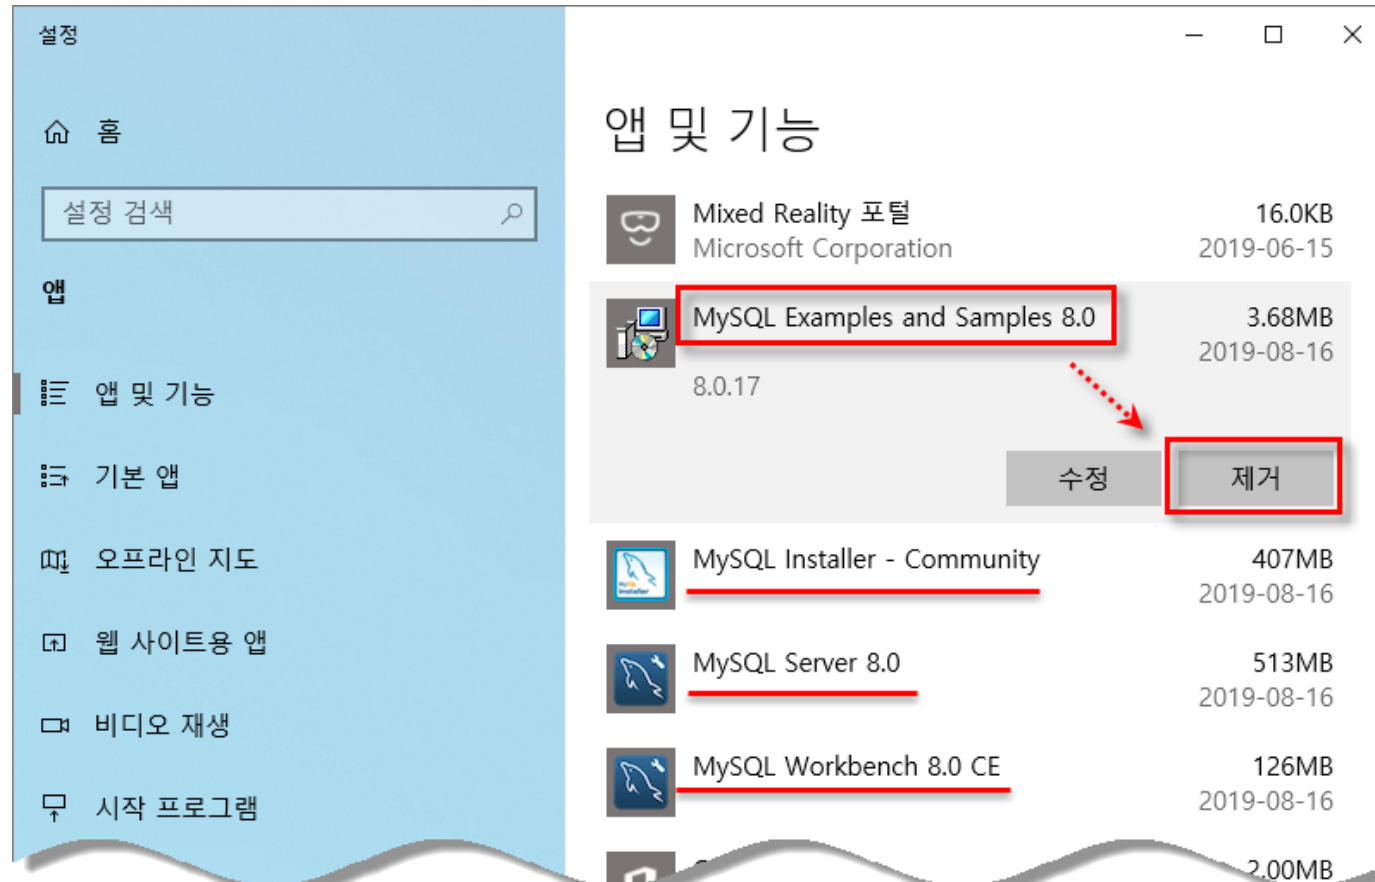 설정
홈
설정 검색
앱
앱 및 기능
기본 앱
오프라인 지도
웹 사이트용 앱
비디오 재생
시작 프로그램
앱 및 기능
Mixed Reality 포털
16.0KB
Microsoft Corporation
2019-06-15
MySQL Examples and Samples 8.0
3.68MB
2019-08-16
8.0.17
수정
제거
MySQL Installer - Community
407MB
2019-08-16
MySQL Server 8.0
513MB
2019-08-16
MySQL Workbench 8.0 CE
126MB
2019-08-16
2.00MB